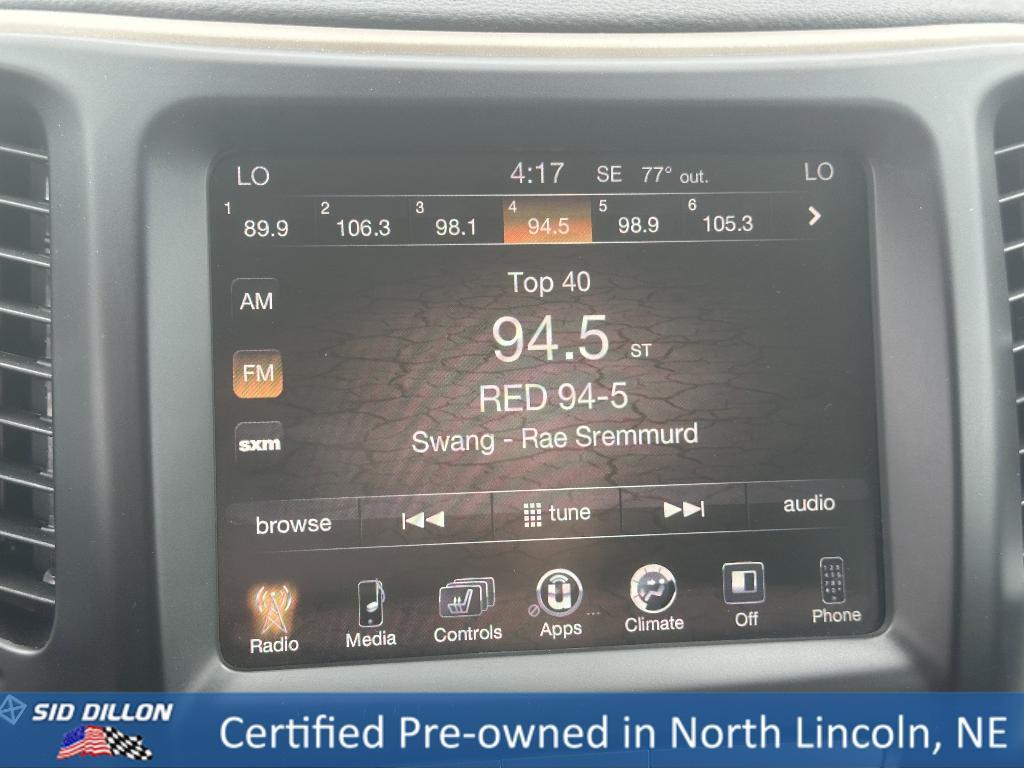 LO 4:17 SE 77° out. LO
1 89.9 2 106.3 3 98.1 4 94.5 5 98.9 6 105.3
Top 40
AM
94.5 ST
FM
RED 94-5
Swang - Rae Sremmurd
sxm
browse tune audio
Radio Media Controls Apps Climate Off Phone
SID DILLON
Certified Pre-owned in North Lincoln, NE